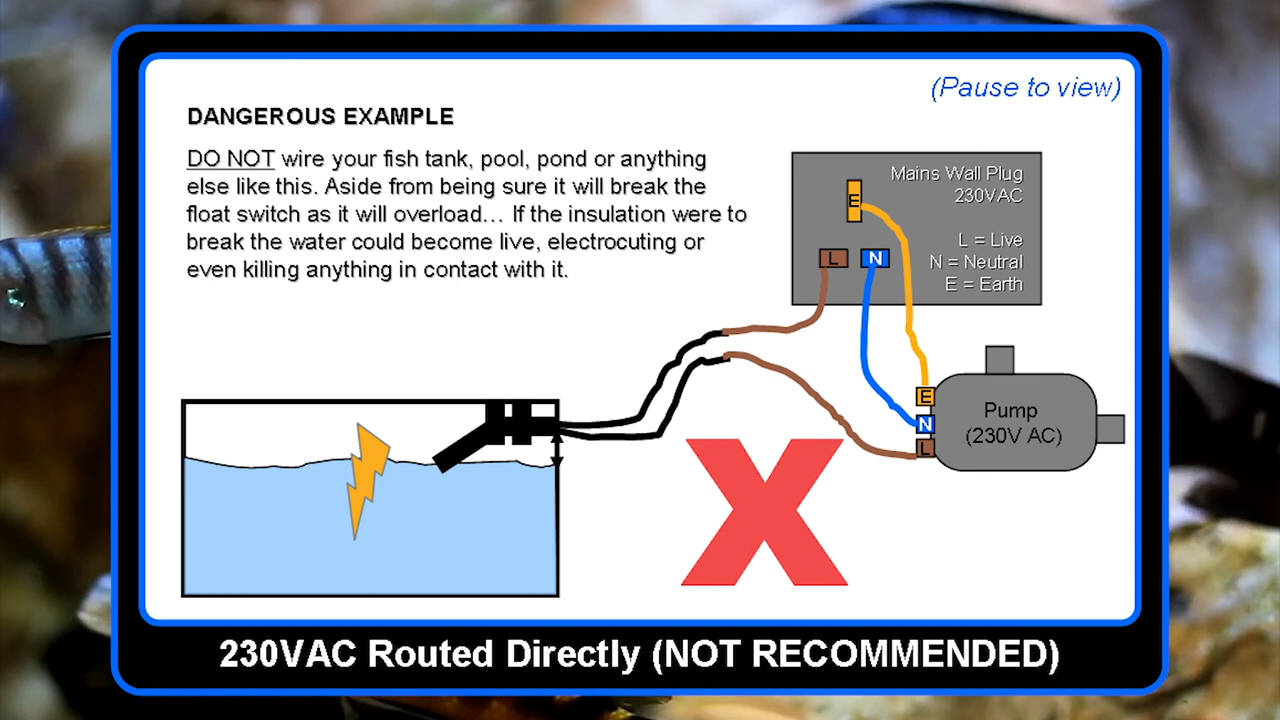 (Pause to view)
DANGEROUS EXAMPLE
DO NOT wire your fish tank, pool, pond or anything
else like this. Aside from being sure it will break the
float switch as it will overload... If the insulation were to
break the water could become live, electrocuting or
even killing anything in contact with it.
Mains Wall Plug
230VAC
E
L
N
L = Live
N = Neutral
E = Earth
E
N
L
Pump
(230V AC)
X
230VAC Routed Directly (NOT RECOMMENDED)